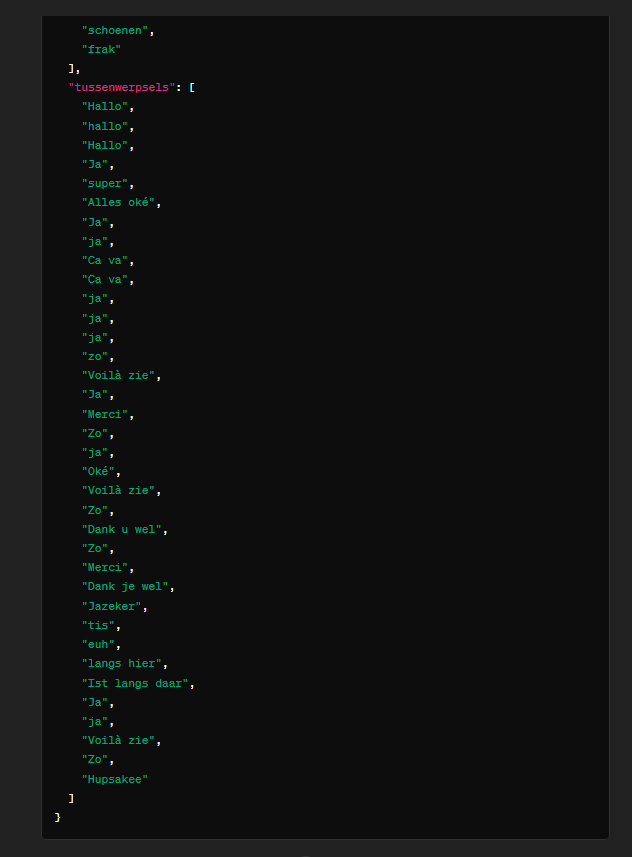 "schoenen",
"frak"
],
"tussenwerpsels": [
"Hallo",
"hallo",
"Hallo",
"Ja",
"super",
"Alles oké",
"Ja",
"ja",
"Ca va",
"Ca va",
"ja",
"ja",
"ja",
"zo",
"Voilà zie",
"Ja",
"Merci",
"Zo",
"ja",
"Oké",
"Voilà zie",
"Zo",
"Dank u wel",
"Zo",
"Merci",
"Dank je wel",
"Jazeker",
"tis",
"euh",
"langs hier",
"Ist langs daar",
"Ja",
"ja",
"Voilà zie",
"Zo",
"Hupsakee"
]
}